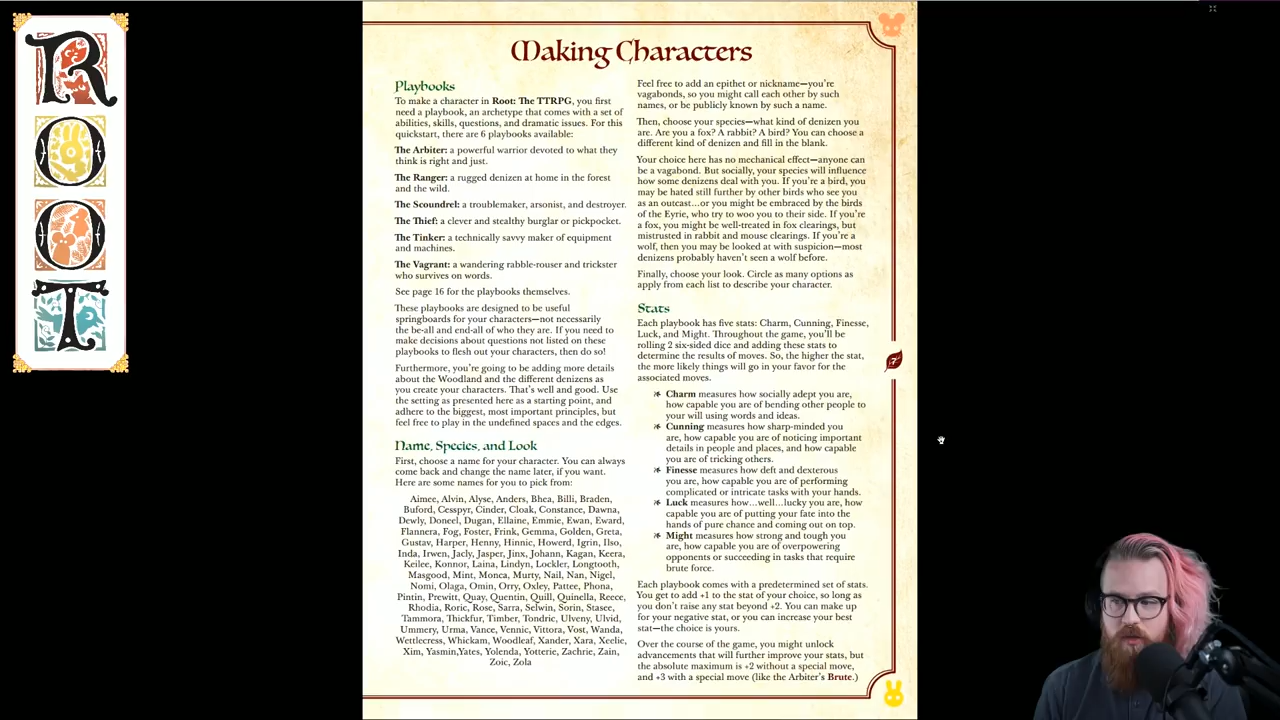 ROOT
Making Characters
Playbooks
To make a character in Root: The TTRPG, you first
need a playbook, an archetype that comes with a set of
abilities, skills, questions, and dramatic issues. For this
quickstart, there are 6 playbooks available:
The Arbiter: a powerful warrior devoted to what they
think is right and just.
The Ranger: a rugged denizen at home in the forest
and the wild.
The Scoundrel: a troublemaker, arsonist, and destroyer.
The Thief: a clever and stealthy burglar or pickpocket.
The Tinker: a technically savvy maker of equipment
and machines.
The Vagrant: a wandering rabble-rouser and trickster
who survives on words.
See page 16 for the playbooks themselves.
These playbooks are designed to be useful
springboards for your characters—not necessarily
the be-all and end-all of who they are. If you need to
make decisions about questions not listed on these
playbooks to flesh out your characters, then do so!
Furthermore, you're going to be adding more details
about the Woodland and the different denizens as
you create your characters. That's well and good. Use
the setting as presented here as a starting point, and
adhere to the biggest, most important principles, but
feel free to play in the undefined spaces and the edges.
Name, Species, and Look
First, choose a name for your character. You can always
come back and change the name later, if you want.
Here are some names for you to pick from:
Aimee, Alvin, Alyse, Anders, Bhea, Billi, Braden,
Buford, Cesspyr, Cinder, Cloak, Constance, Dawna,
Dewly, Doneel, Dugan, Ellaine, Emmie, Ewan, Eward,
Flannera, Fog, Foster, Frink, Gemma, Golden, Greta,
Gustav, Harper, Henny, Hinnic, Howerd, Igrin, Ilso,
Inda, Irwen, Jacly, Jasper, Jinx, Johann, Kagan, Keera,
Keilee, Konnor, Laina, Lindyn, Lockler, Longtooth,
Masgood, Mint, Monca, Murty, Nail, Nan, Nigel,
Nomi, Olaga, Omin, Orry, Oxley, Pattee, Phona,
Pintin, Prewitt, Quay, Quentin, Quill, Quinella, Reece,
Rhodia, Roric, Rose, Sarra, Selwin, Sorin, Stasee,
Tammora, Thickfur, Timber, Tondric, Ulveny, Ulvid,
Ummery, Urma, Vance, Vennic, Vittora, Vost, Wanda,
Wettlecress, Whickam, Woodleaf, Xander, Xara, Xeelie,
Xim, Yasmin,Yates, Yolenda, Yotterie, Zachrie, Zain,
Zoic, Zola
Feel free to add an epithet or nickname—you're
vagabonds, so you might call each other by such
names, or be publicly known by such a name.
Then, choose your species—what kind of denizen you
are. Are you a fox? A rabbit? A bird? You can choose a
different kind of denizen and fill in the blank.
Your choice here has no mechanical effect—anyone can
be a vagabond. But socially, your species will influence
how some denizens deal with you. If you're a bird, you
may be hated still further by other birds who see you
as an outcast...or you might be embraced by the birds
of the Eyrie, who try to woo you to their side. If you're
a fox, you might be well-treated in fox clearings, but
mistrusted in rabbit and mouse clearings. If you're a
wolf, then you may be looked at with suspicion—most
denizens probably haven't seen a wolf before.
Finally, choose your look. Circle as many options as
apply from each list to describe your character.
Stats
Each playbook has five stats: Charm, Cunning, Finesse,
Luck, and Might. Throughout the game, you'll be
rolling 2 six-sided dice and adding these stats to
determine the results of moves. So, the higher the stat,
the more likely things will go in your favor for the
associated moves.
Charm measures how socially adept you are,
how capable you are of bending other people to
your will using words and ideas.
Cunning measures how sharp-minded you
are, how capable you are of noticing important
details in people and places, and how capable
you are of tricking others.
Finesse measures how deft and dexterous
you are, how capable you are of performing
complicated or intricate tasks with your hands.
Luck measures how...well...lucky you are, how
capable you are of putting your fate into the
hands of pure chance and coming out on top.
Might measures how strong and tough you
are, how capable you are of overpowering
opponents or succeeding in tasks that require
brute force.
Each playbook comes with a predetermined set of stats.
You get to add +1 to the stat of your choice, so long as
you don't raise any stat beyond +2. You can make up
for your negative stat, or you can increase your best
stat—the choice is yours.
Over the course of the game, you might unlock
advancements that will further improve your stats, but
the absolute maximum is +2 without a special move,
and +3 with a special move (like the Arbiter's Brute.)
7